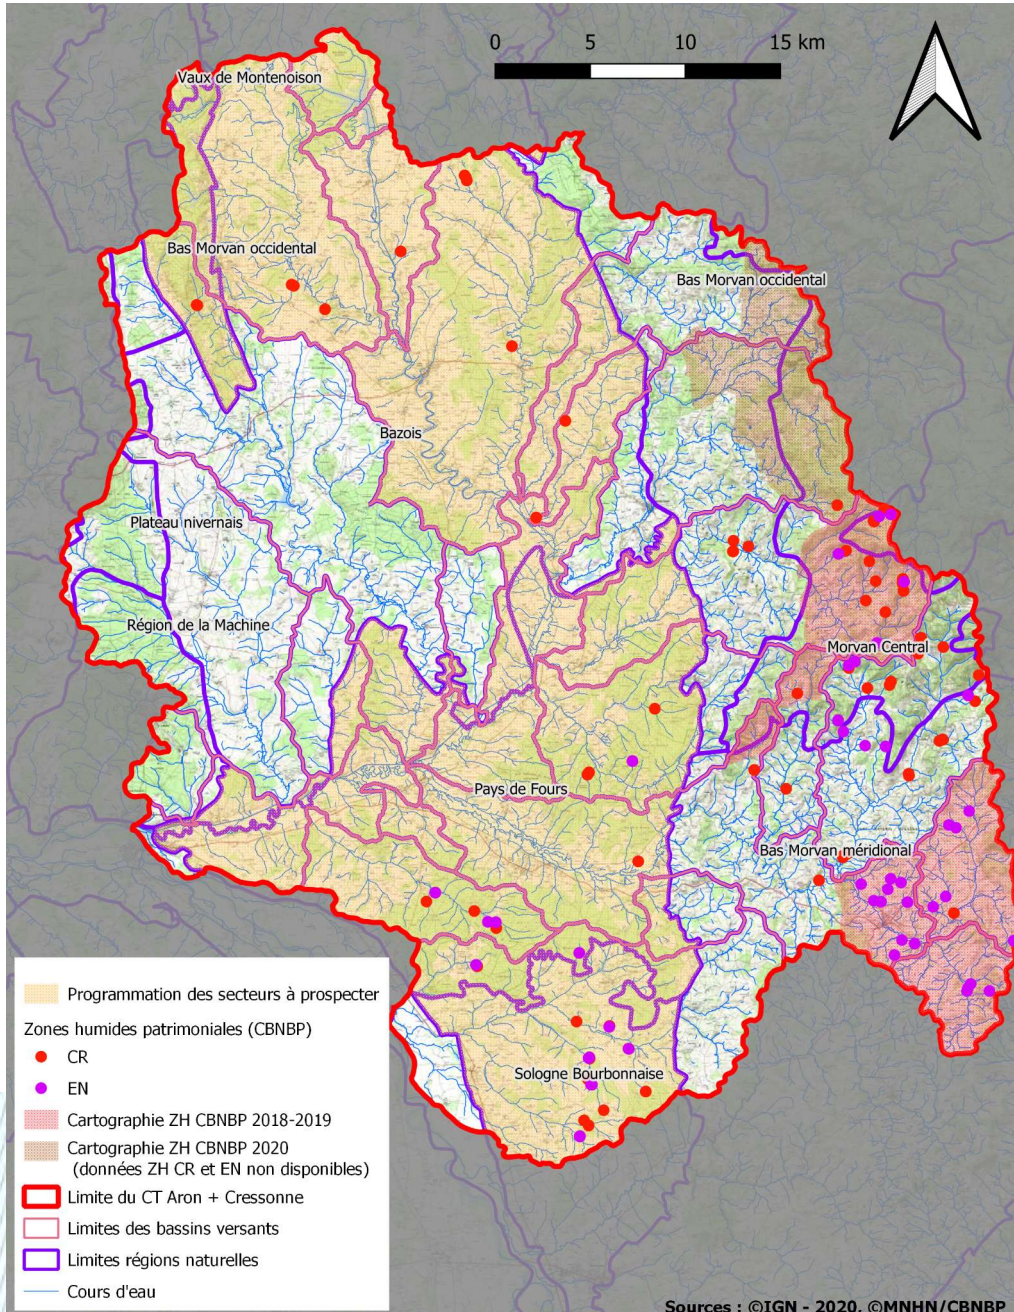 0 5 10 15 km
Vaux de Montenoison
Bas Morvan occidental
Bas Morvan occidental
Bazois
Plateau nivernais
Région de la Machine
Morvan Central
Pays de Fours
Bas Morvan méridional
Sologne Bourbonnaise
Programmation des secteurs à prospecter
Zones humides patrimoniales (CBNBP)
CR
EN
Cartographie ZH CBNBP 2018-2019
Cartographie ZH CBNBP 2020
(données ZH CR et EN non disponibles)
Limite du CT Aron + Cressonne
Limites des bassins versants
Limites régions naturelles
Cours d'eau
Sources : ©IGN - 2020, ©MNHN/CBNBP